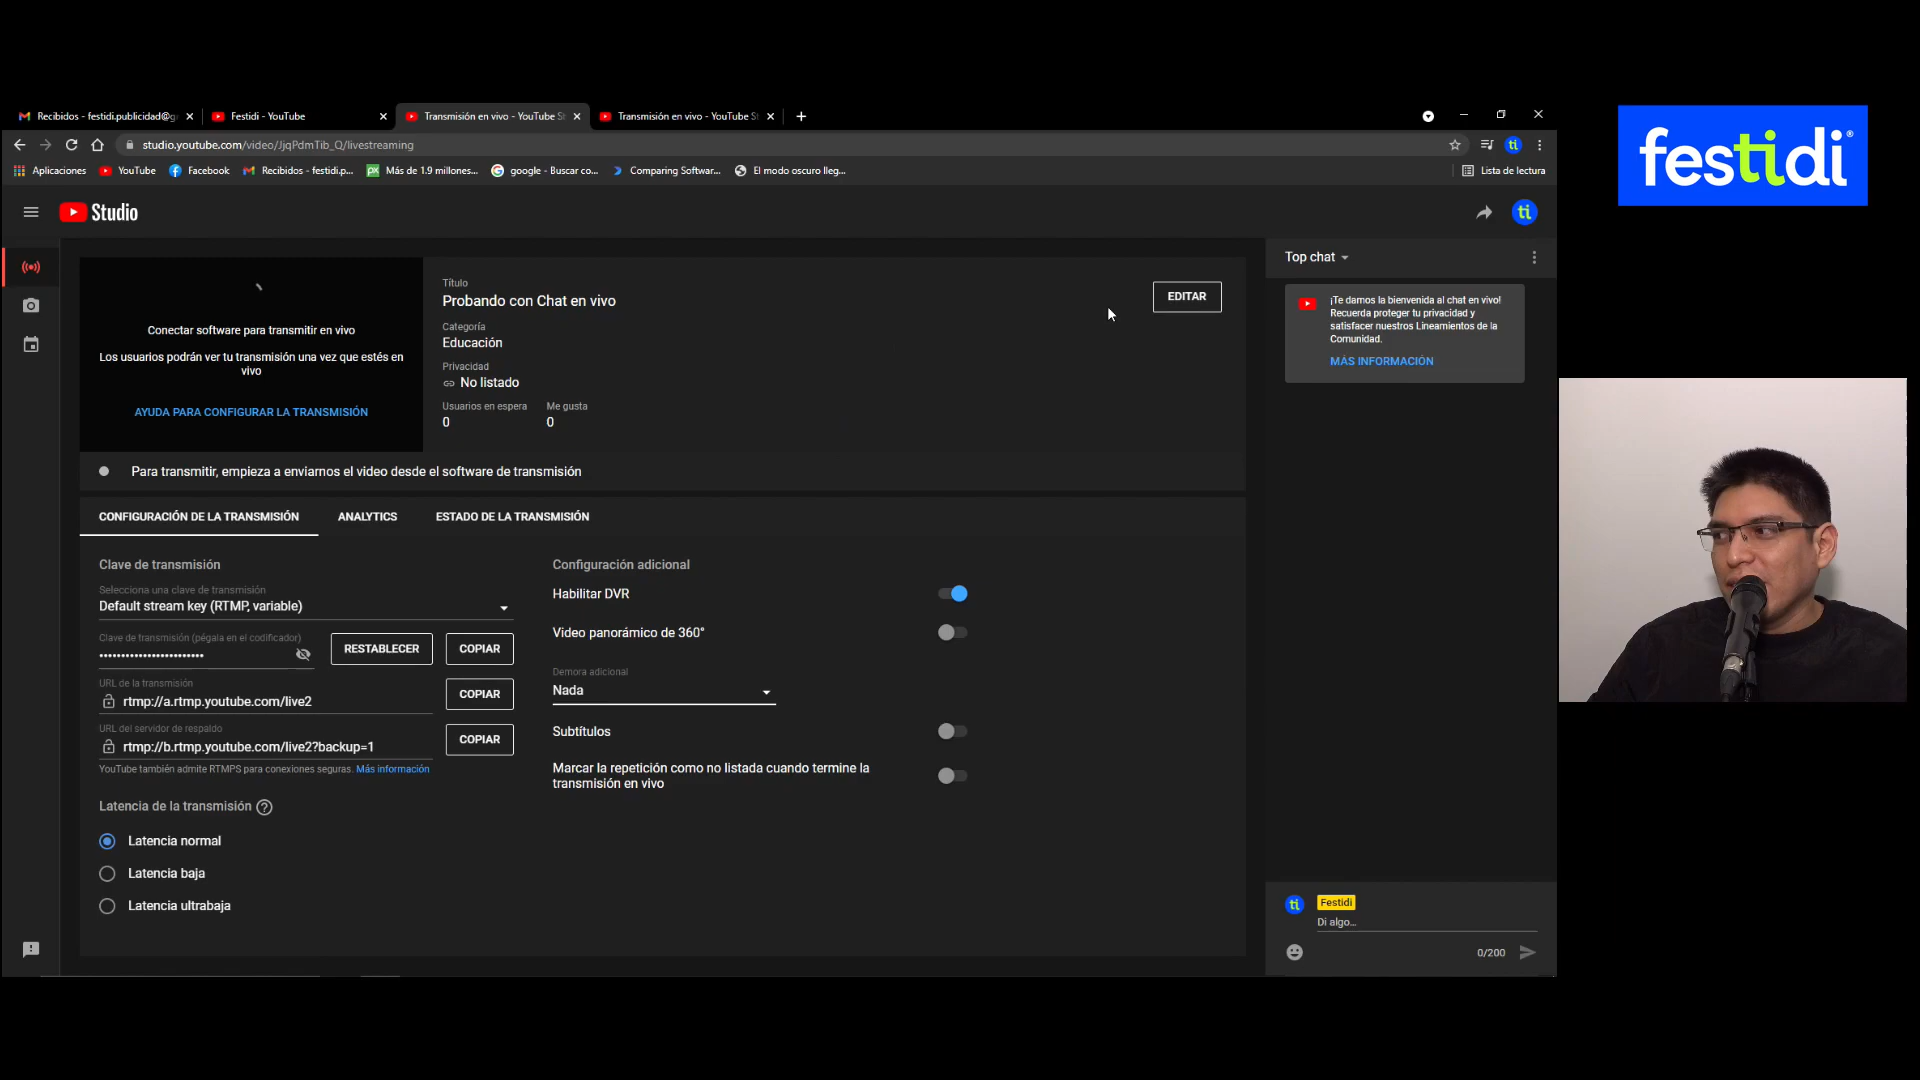 Recibidos - festidi.publicidad@g
Festidi - YouTube
Transmisión en vivo - YouTube S
Transmisión en vivo - YouTube S
studio.youtube.com/video/JjqPdmTib_Q/livestreaming
Aplicaciones
YouTube
Facebook
Recibidos - festidi.p...
Más de 1.9 millones...
google - Buscar co...
Comparing Softwar...
El modo oscuro lleg...
Lista de lectura
festidi®
Studio
ti
Conectar software para transmitir en vivo
Los usuarios podrán ver tu transmisión una vez que estés en
vivo
AYUDA PARA CONFIGURAR LA TRANSMISIÓN
Título
Probando con Chat en vivo
EDITAR
Categoría
Educación
Privacidad
No listado
Usuarios en espera
0
Me gusta
0
Para transmitir, empieza a enviarnos el video desde el software de transmisión
CONFIGURACIÓN DE LA TRANSMISIÓN
ANALYTICS
ESTADO DE LA TRANSMISIÓN
Clave de transmisión
Selecciona una clave de transmisión
Default stream key (RTMP, variable)
Clave de transmisión (pégala en el codificador)
••••••••••••••••••••••••
RESTABLECER
COPIAR
URL de la transmisión
rtmp://a.rtmp.youtube.com/live2
COPIAR
URL del servidor de respaldo
rtmp://b.rtmp.youtube.com/live2?backup=1
COPIAR
YouTube también admite RTMPS para conexiones seguras. Más información
Latencia de la transmisión
Latencia normal
Latencia baja
Latencia ultrabaja
Configuración adicional
Habilitar DVR
Video panorámico de 360°
Demora adicional
Nada
Subtítulos
Marcar la repetición como no listada cuando termine la
transmisión en vivo
Top chat
¡Te damos la bienvenida al chat en vivo!
Recuerda proteger tu privacidad y
satisfacer nuestros Lineamientos de la
Comunidad.
MÁS INFORMACIÓN
ti
Festidi
Di algo...
0/200